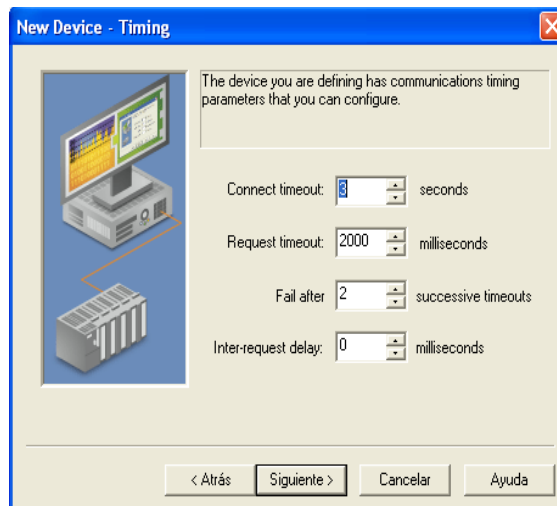 New Device - Timing
The device you are defining has communications timing
parameters that you can configure.
Connect timeout: 3 seconds
Request timeout: 2000 milliseconds
Fail after 2 successive timeouts
Inter-request delay: 0 milliseconds
< Atrás Siguiente > Cancelar Ayuda